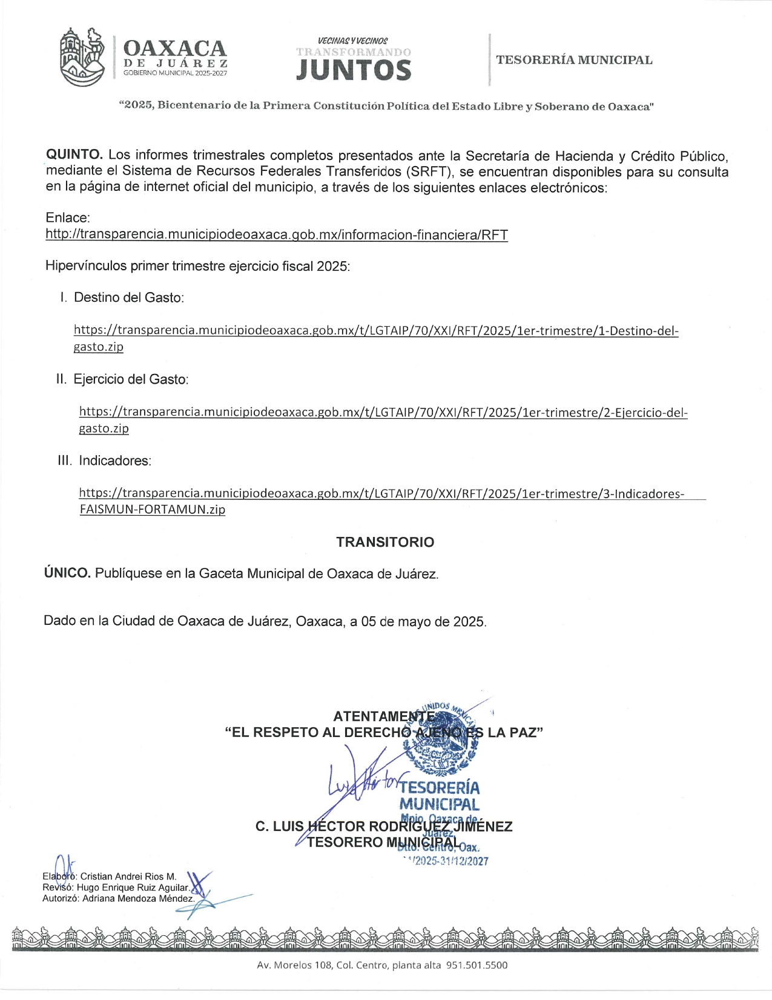 OAXACA
DE JUÁREZ
GOBIERNO MUNICIPAL 2025-2027
VECINAS Y VECINOS
TRANSFORMANDO
JUNTOS
TESORERÍA MUNICIPAL
“2025, Bicentenario de la Primera Constitución Política del Estado Libre y Soberano de Oaxaca"
QUINTO. Los informes trimestrales completos presentados ante la Secretaría de Hacienda y Crédito Público,
mediante el Sistema de Recursos Federales Transferidos (SRFT), se encuentran disponibles para su consulta
en la página de internet oficial del municipio, a través de los siguientes enlaces electrónicos:
Enlace:
http://transparencia.municipiodeoaxaca.gob.mx/informacion-financiera/RFT
Hipervínculos primer trimestre ejercicio fiscal 2025:
I. Destino del Gasto:
https://transparencia.municipiodeoaxaca.gob.mx/t/LGTAIP/70/XXI/RFT/2025/1er-trimestre/1-Destino-del-
gasto.zip
II. Ejercicio del Gasto:
https://transparencia.municipiodeoaxaca.gob.mx/t/LGTAIP/70/XXI/RFT/2025/1er-trimestre/2-Ejercicio-del-
gasto.zip
III. Indicadores:
https://transparencia.municipiodeoaxaca.gob.mx/t/LGTAIP/70/XXI/RFT/2025/1er-trimestre/3-Indicadores-
FAISMUN-FORTAMUN.zip
TRANSITORIO
ÚNICO. Publíquese en la Gaceta Municipal de Oaxaca de Juárez.
Dado en la Ciudad de Oaxaca de Juárez, Oaxaca, a 05 de mayo de 2025.
ATENTAMENTE
“EL RESPETO AL DERECHO AJENO ES LA PAZ”
UNIDOS
Luis Héctor
TESORERÍA
MUNICIPAL
Mpio. Oaxaca de
Juárez,
Dtto. Centro, Oax.
/2025-31/12/2027
C. LUIS HÉCTOR RODRÍGUEZ JIMÉNEZ
TESORERO MUNICIPAL
Elaboró: Cristian Andrei Rios M.
Revisó: Hugo Enrique Ruiz Aguilar.
Autorizó: Adriana Mendoza Méndez.
Av. Morelos 108, Col. Centro, planta alta 951.501.5500